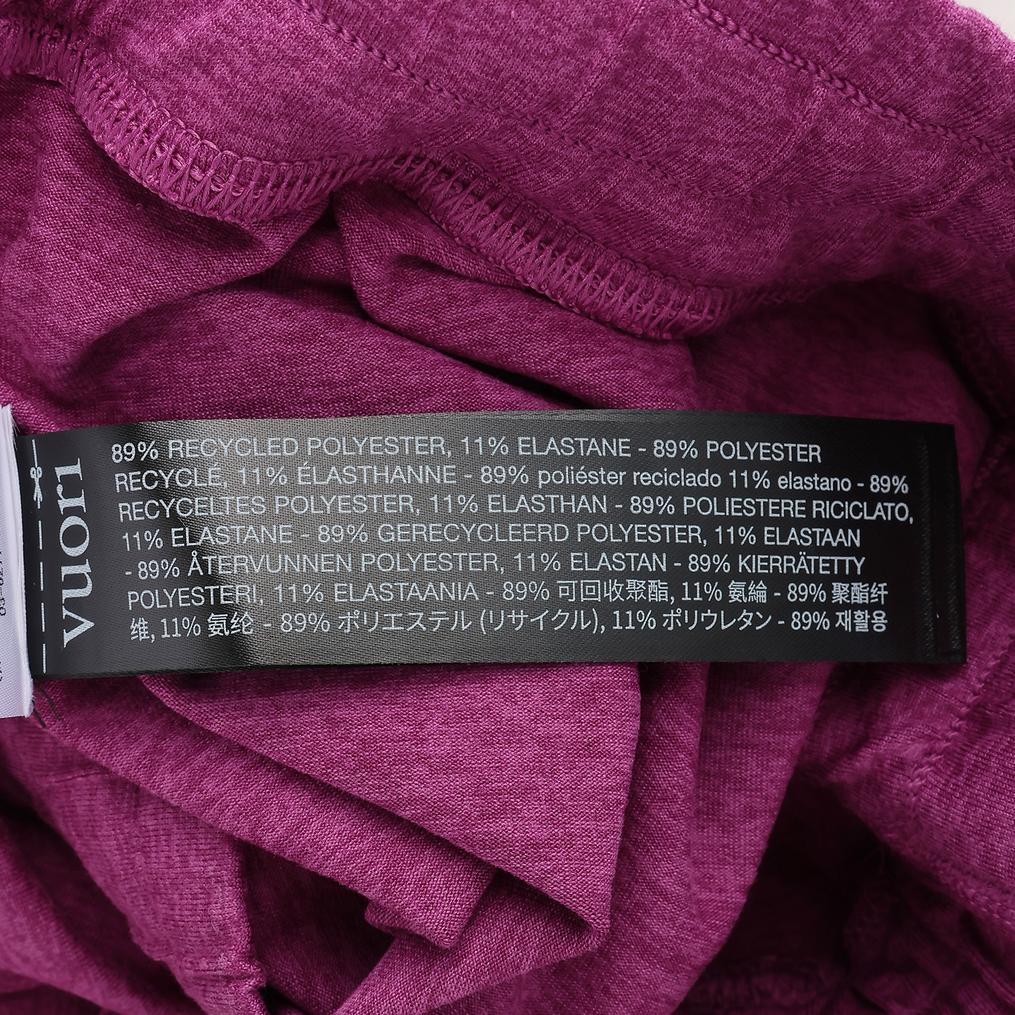 vuori
89% RECYCLED POLYESTER, 11% ELASTANE - 89% POLYESTER
RECYCLÉ, 11% ÉLASTHANNE - 89% poliéster reciclado 11% elastano - 89%
RECYCELTES POLYESTER, 11% ELASTHAN - 89% POLIESTERE RICICLATO,
11% ELASTANE - 89% GERECYCLEERD POLYESTER, 11% ELASTAAN
- 89% ÅTERVUNNEN POLYESTER, 11% ELASTAN - 89% KIERRÄTETTY
POLYESTERI, 11% ELASTAANIA - 89% 可回收聚酯, 11% 氨綸 - 89% 聚酯纤
维, 11% 氨纶 - 89% ポリエステル (リサイクル), 11% ポリウレタン - 89% 재활용